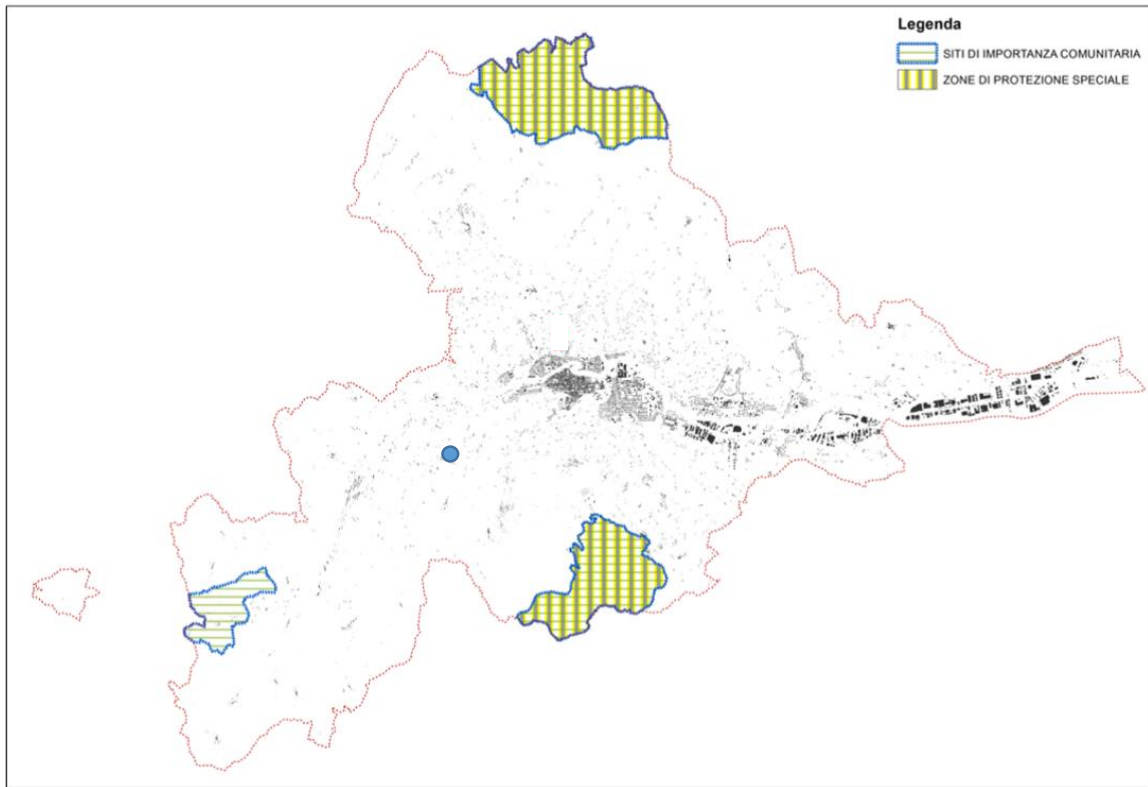 Legenda
SITI DI IMPORTANZA COMUNITARIA
ZONE DI PROTEZIONE SPECIALE